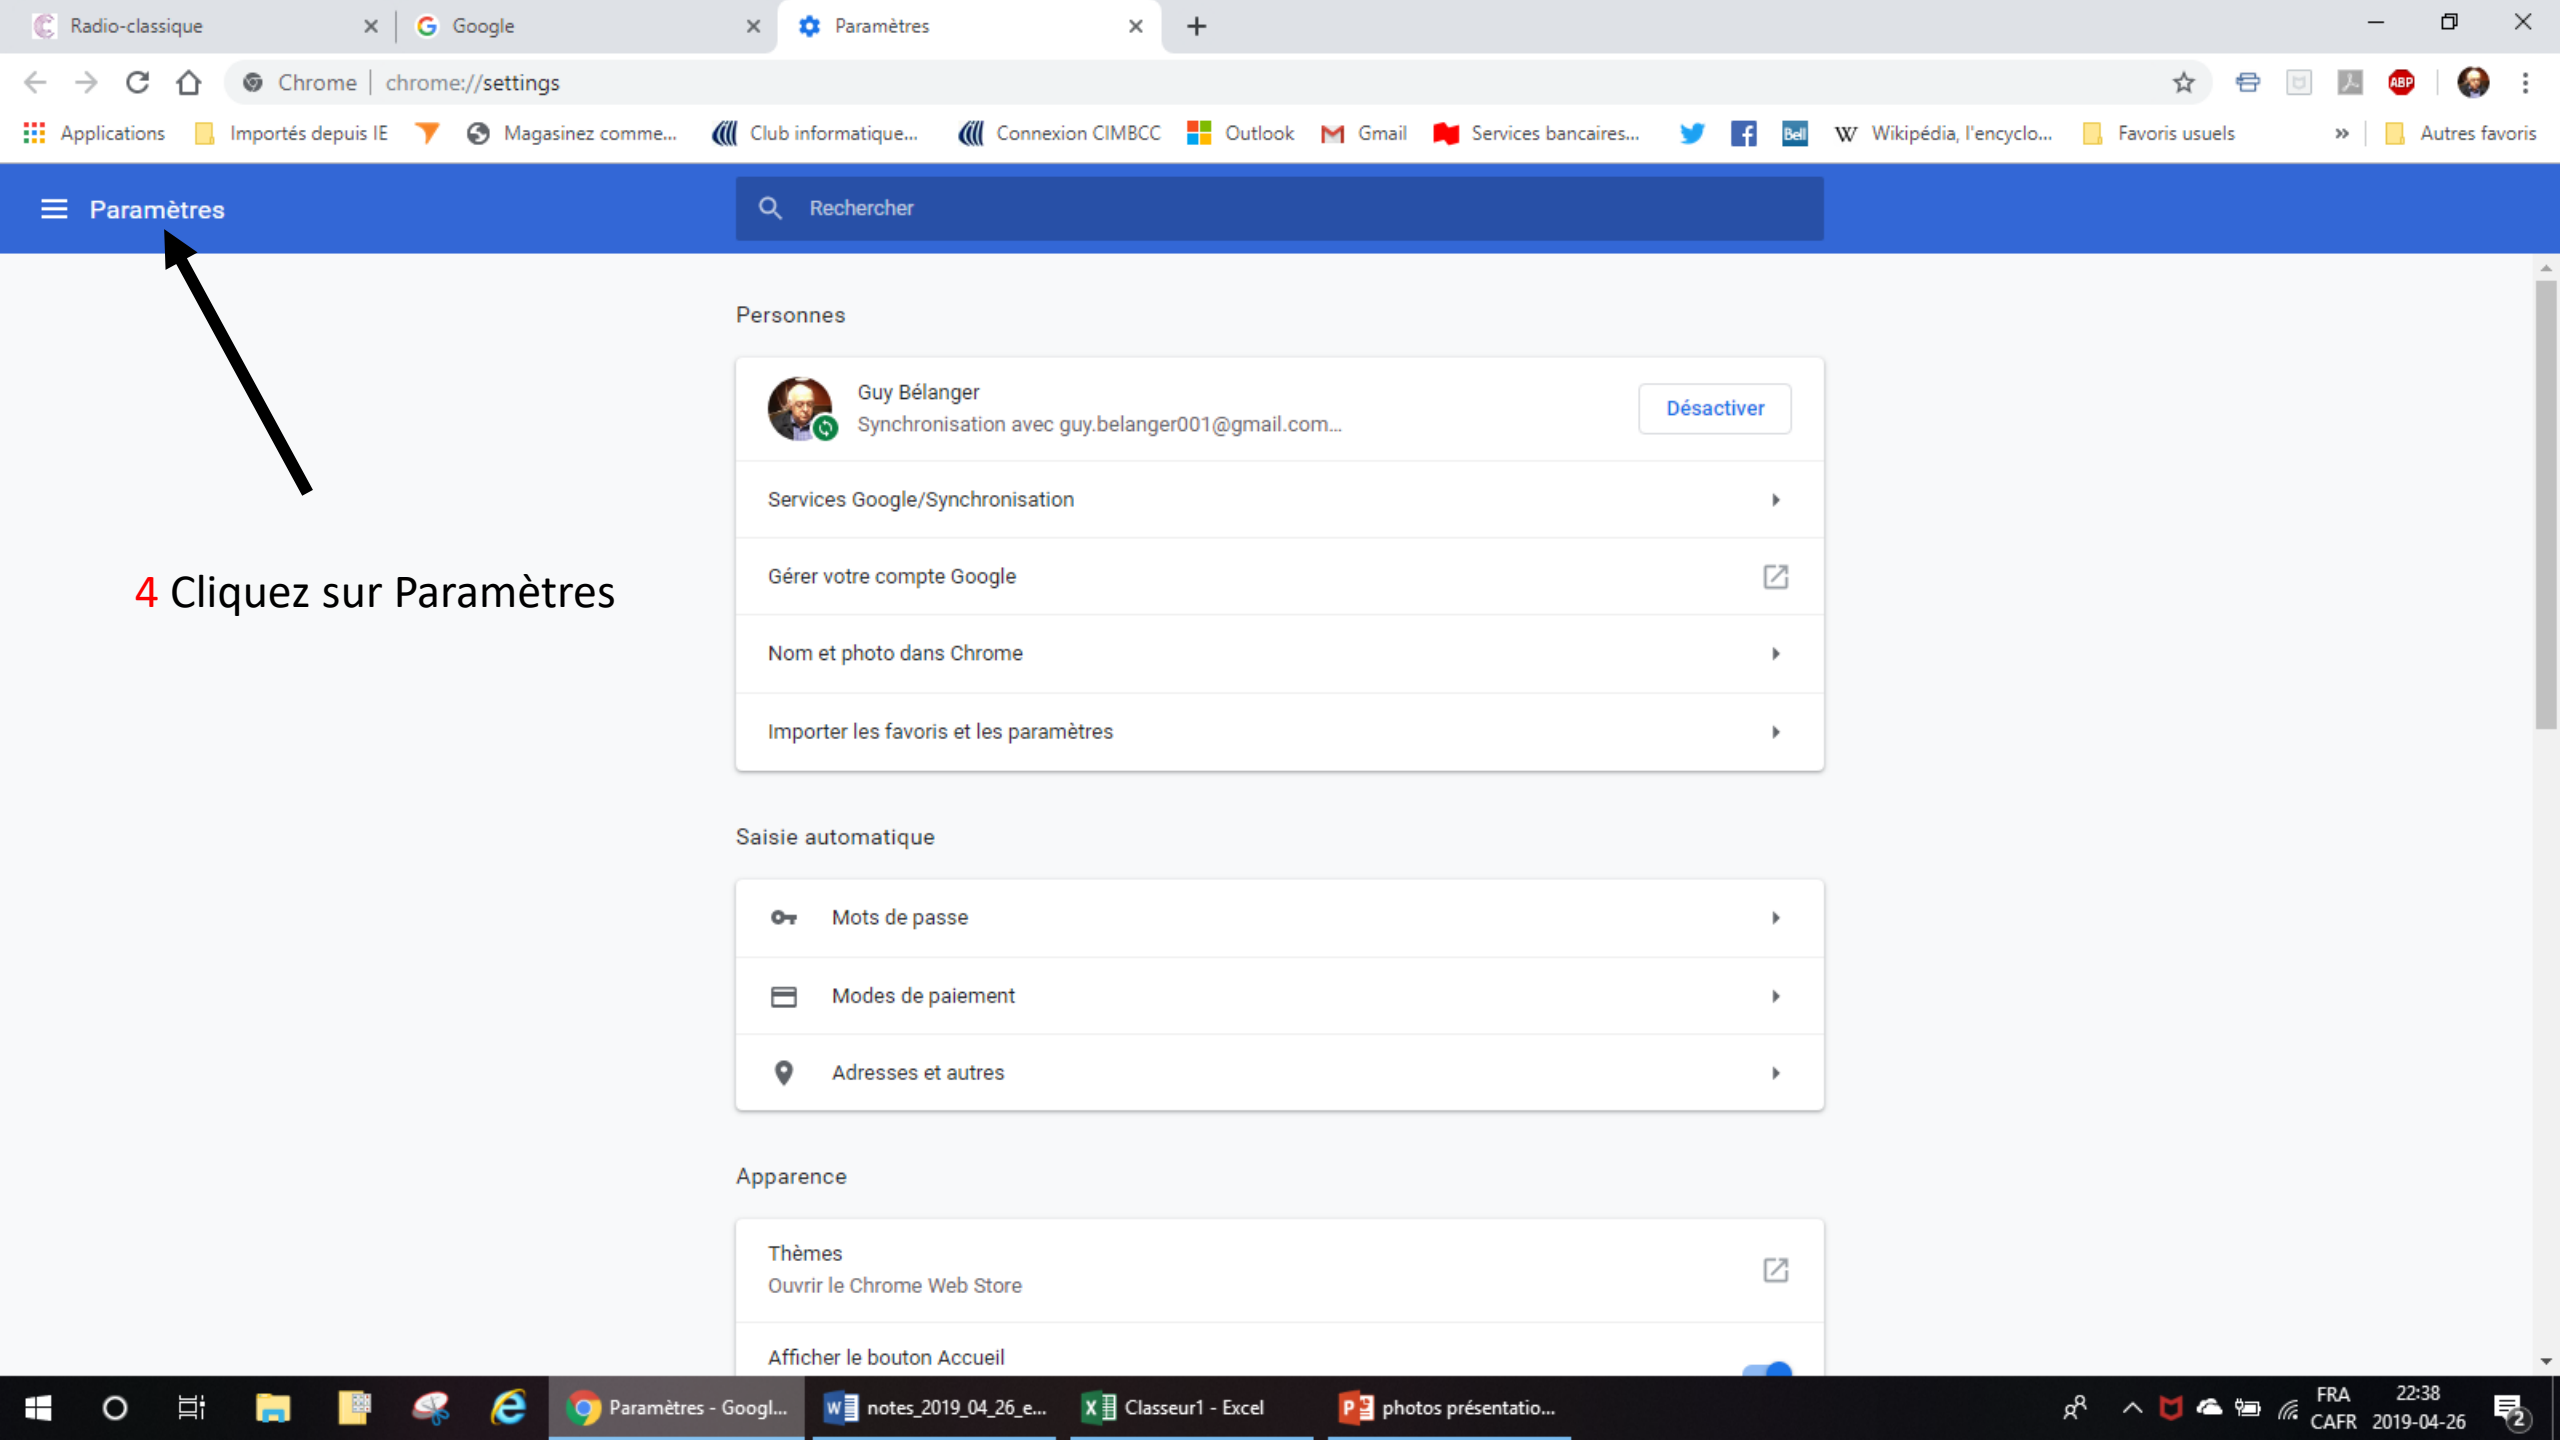 Radio-classique
Google
Paramètres
Chrome | chrome://settings
ABP
Applications
Importés depuis IE
Magasinez comme...
Club informatique...
Connexion CIMBCC
Outlook
Gmail
Services bancaires...
Bell
Wikipédia, l'encyclo...
Favoris usuels
»
Autres favoris
Paramètres
Rechercher
Personnes
Guy Bélanger
Synchronisation avec guy.belanger001@gmail.com...
Désactiver
Services Google/Synchronisation
Gérer votre compte Google
4 Cliquez sur Paramètres
Nom et photo dans Chrome
Importer les favoris et les paramètres
Saisie automatique
Mots de passe
Modes de paiement
Adresses et autres
Apparence
Thèmes
Ouvrir le Chrome Web Store
Afficher le bouton Accueil
Paramètres - Googl...
notes_2019_04_26_e...
Classeur1 - Excel
photos présentatio...
FRA
CAFR
22:38
2019-04-26
2